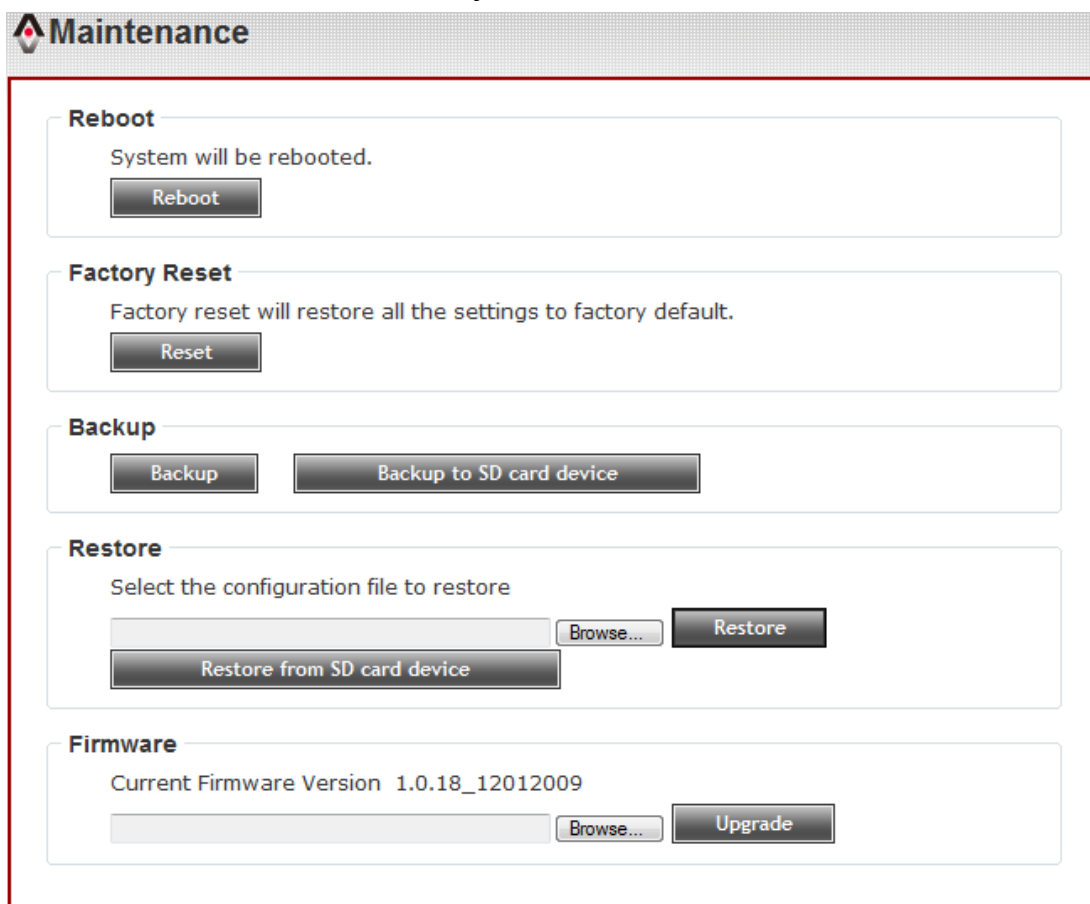 Maintenance
Reboot
System will be rebooted.
Reboot
Factory Reset
Factory reset will restore all the settings to factory default.
Reset
Backup
Backup Backup to SD card device
Restore
Select the configuration file to restore
Browse... Restore
Restore from SD card device
Firmware
Current Firmware Version 1.0.18_12012009
Browse... Upgrade